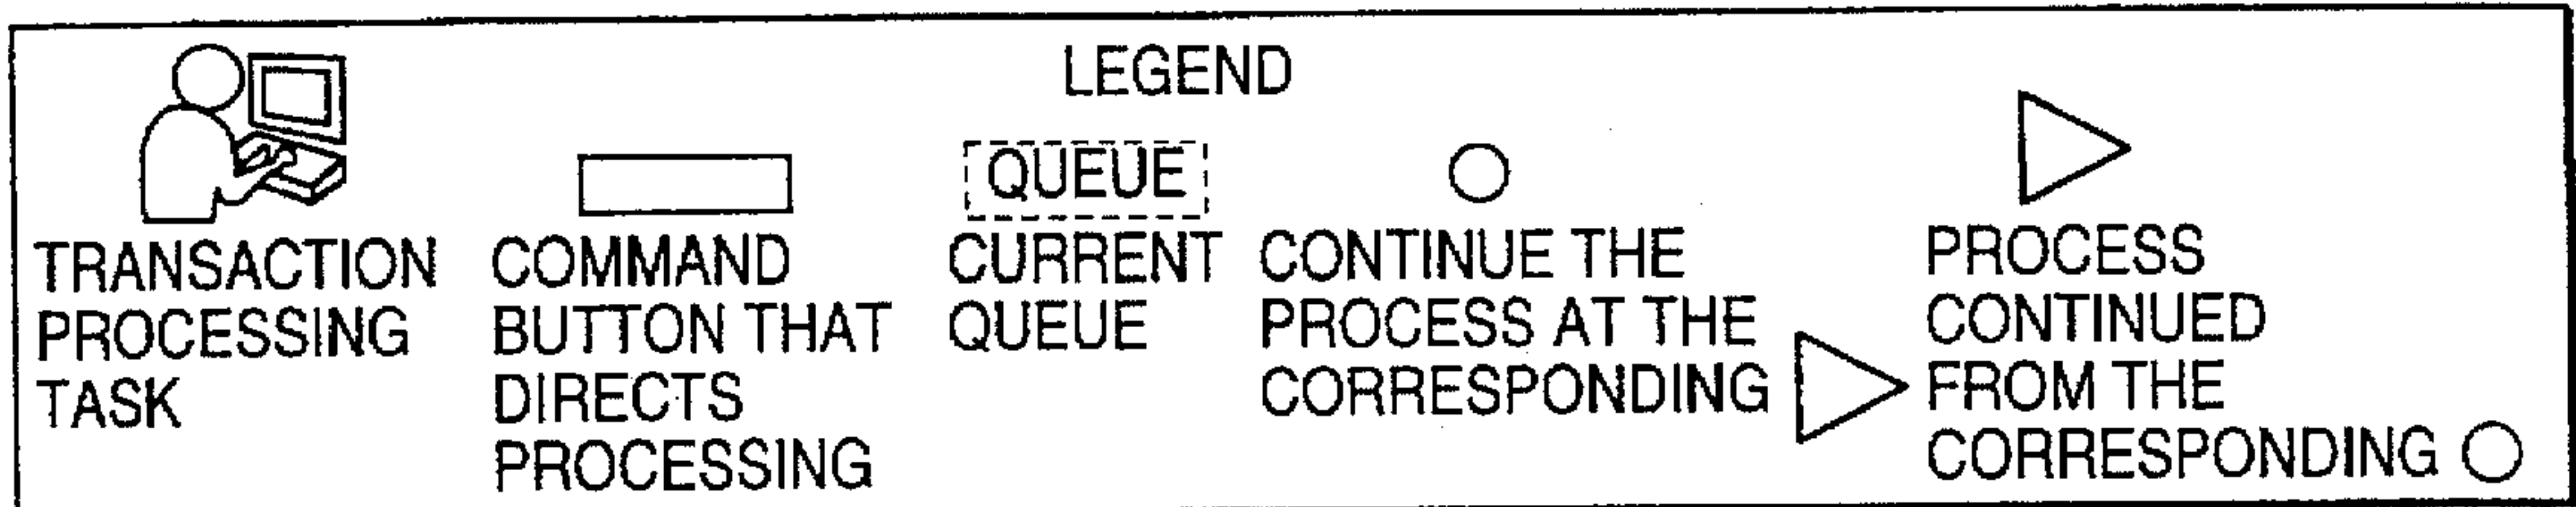 LEGEND
TRANSACTION
PROCESSING
TASK
COMMAND
BUTTON THAT
DIRECTS
PROCESSING
QUEUE
CURRENT
QUEUE
CONTINUE THE
PROCESS AT THE
CORRESPONDING
PROCESS
CONTINUED
FROM THE
CORRESPONDING